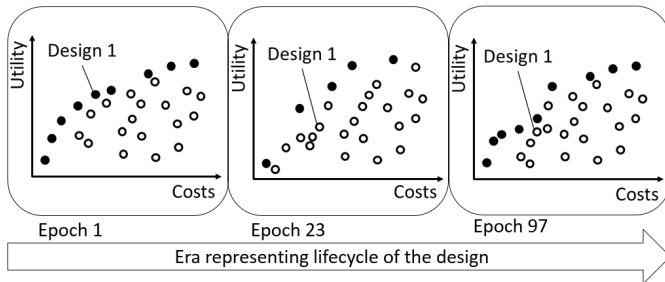 Utility
Design 1
Costs
Epoch 1
Utility
Design 1
Costs
Epoch 23
Utility
Design 1
Costs
Epoch 97
Era representing lifecycle of the design